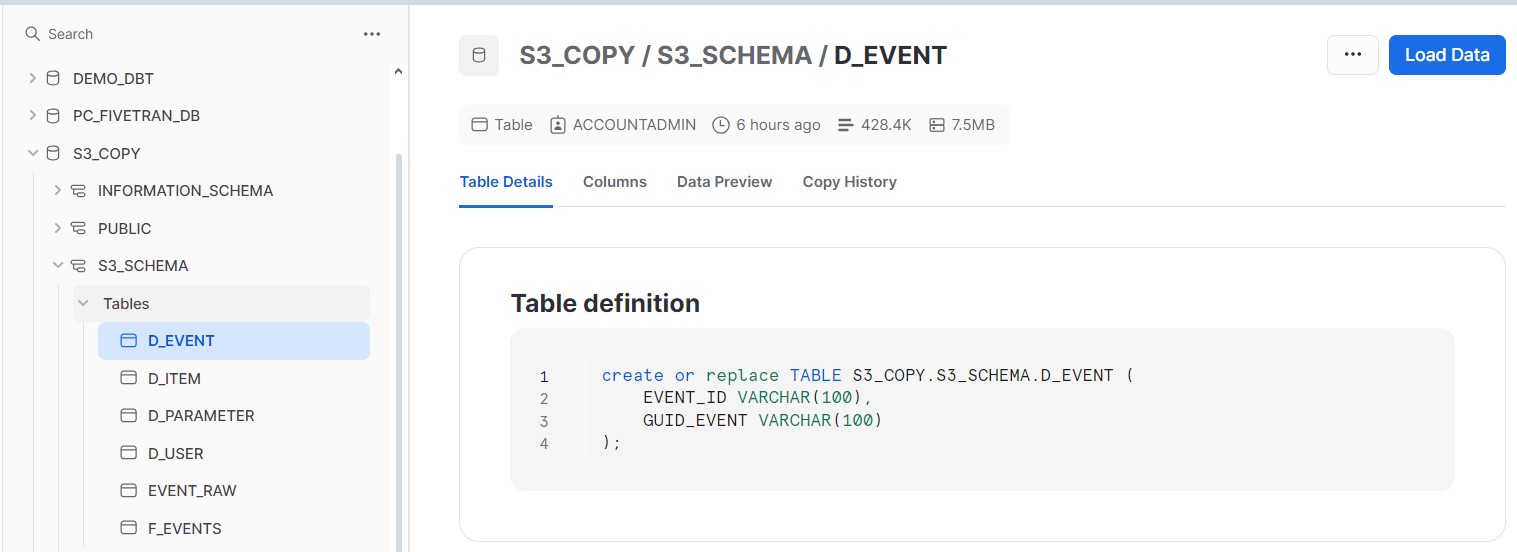 Search
DEMO_DBT
PC_FIVETRAN_DB
S3_COPY
INFORMATION_SCHEMA
PUBLIC
S3_SCHEMA
Tables
D_EVENT
D_ITEM
D_PARAMETER
D_USER
EVENT_RAW
F_EVENTS
S3_COPY / S3_SCHEMA / D_EVENT
Load Data
Table ACCOUNTADMIN 6 hours ago 428.4K 7.5MB
Table Details Columns Data Preview Copy History
Table definition
1 create or replace TABLE S3_COPY.S3_SCHEMA.D_EVENT (
2 EVENT_ID VARCHAR(100),
3 GUID_EVENT VARCHAR(100)
4 );